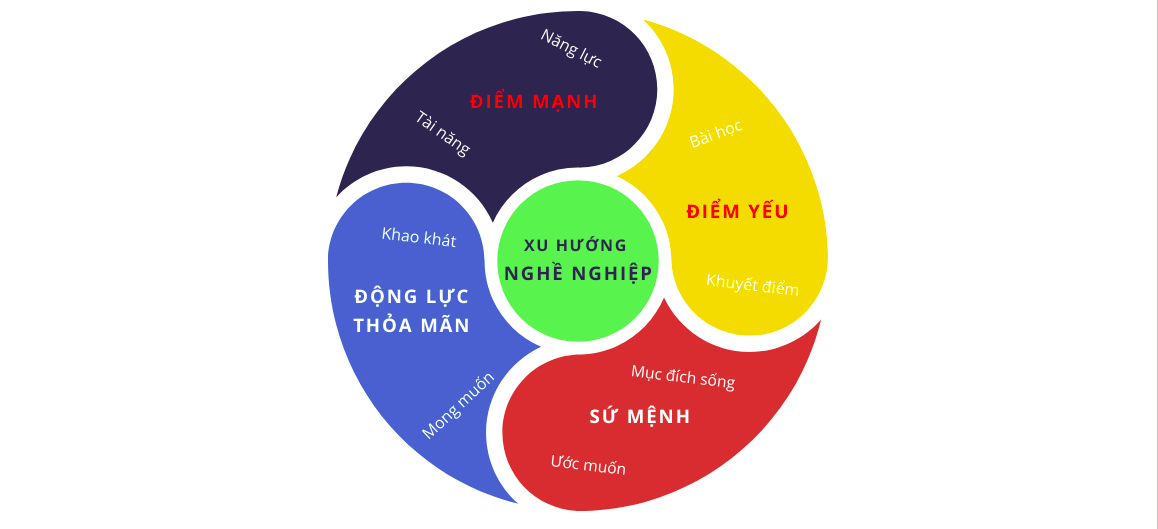 Năng lực
ĐIỂM MẠNH
Tài năng
Bài học
ĐIỂM YẾU
Khuyết điểm
XU HƯỚNG
NGHỀ NGHIỆP
Khao khát
ĐỘNG LỰC
THỎA MÃN
Mong muốn
Mục đích sống
SỨ MỆNH
Ước muốn